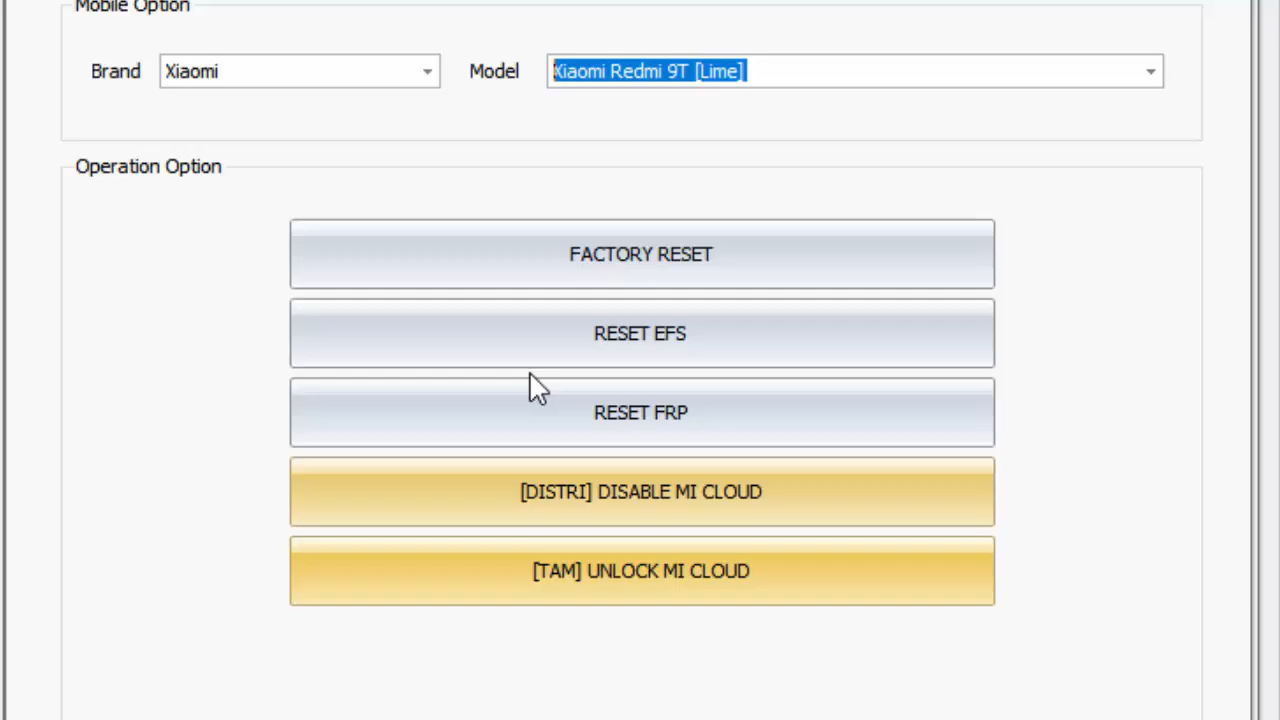 Mobile Option
Brand Xiaomi Model Xiaomi Redmi 9T [Lime]
Operation Option
FACTORY RESET
RESET EFS
RESET FRP
[DISTRI] DISABLE MI CLOUD
[TAM] UNLOCK MI CLOUD